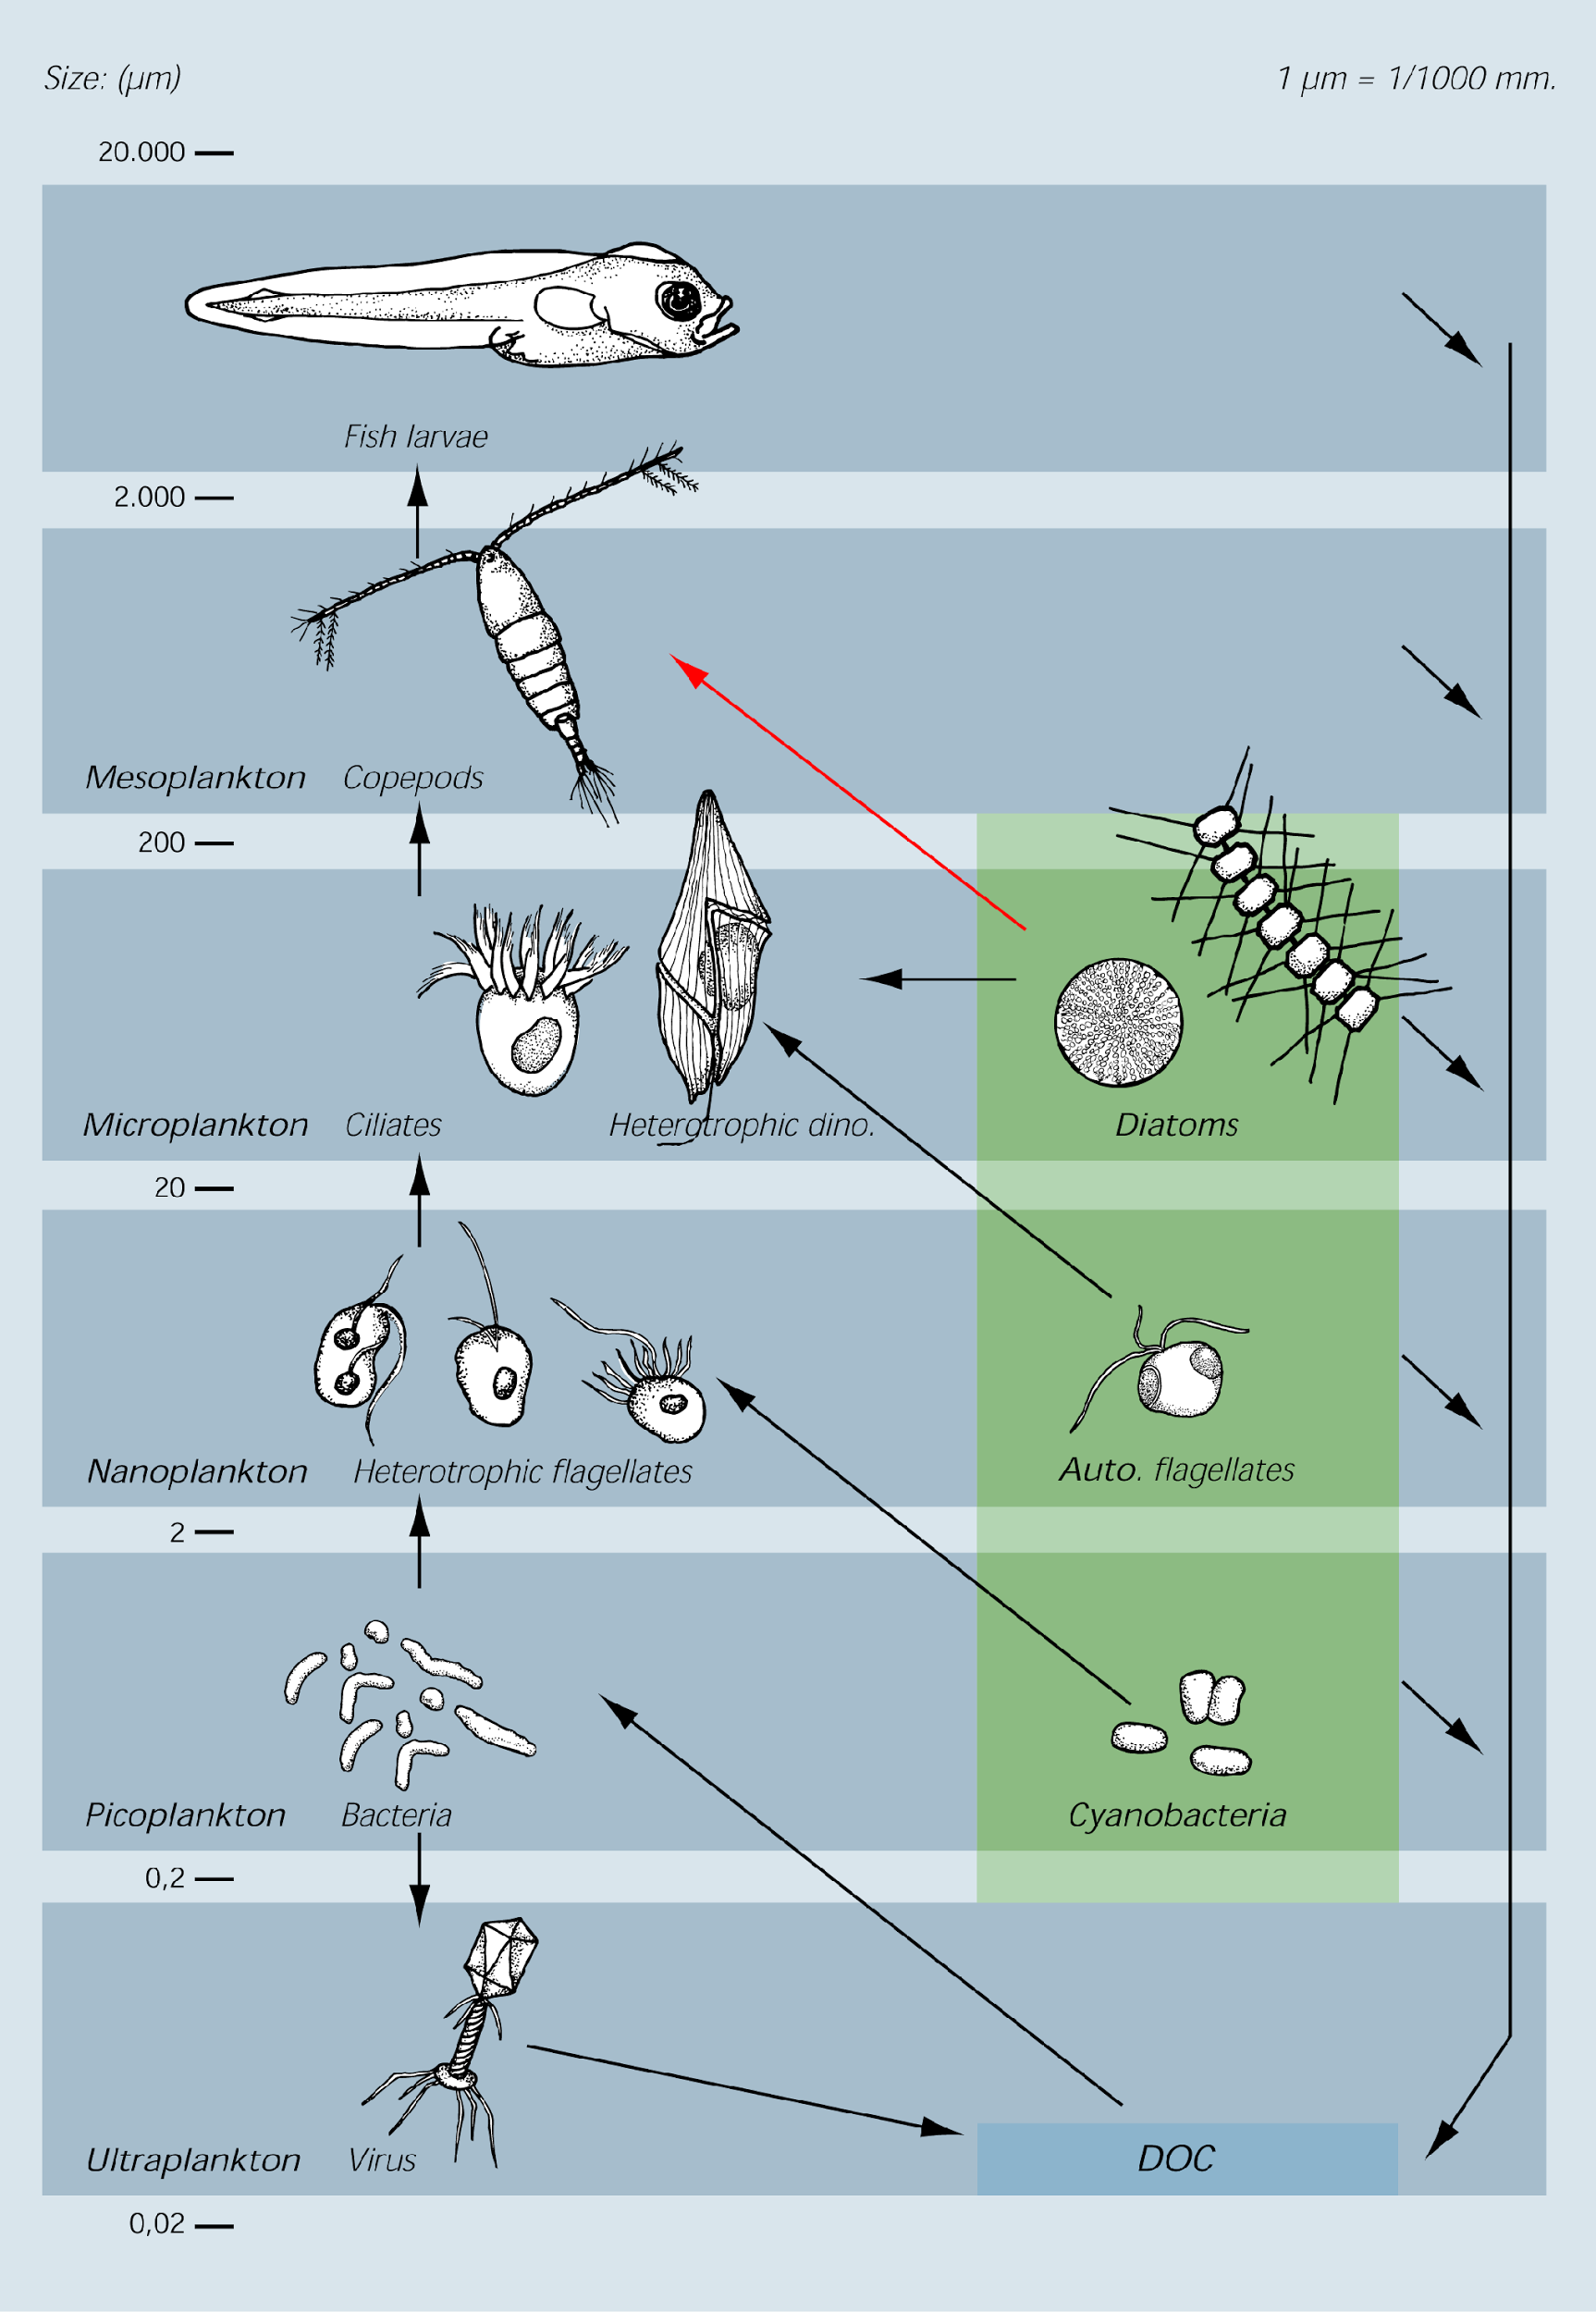 Size: (µm)
1 µm = 1/1000 mm.
20.000
Fish larvae
2.000
Mesoplankton Copepods
200
Microplankton Ciliates Heterotrophic dino. Diatoms
20
Nanoplankton Heterotrophic flagellates Auto. flagellates
2
Picoplankton Bacteria Cyanobacteria
0,2
Ultraplankton Virus DOC
0,02